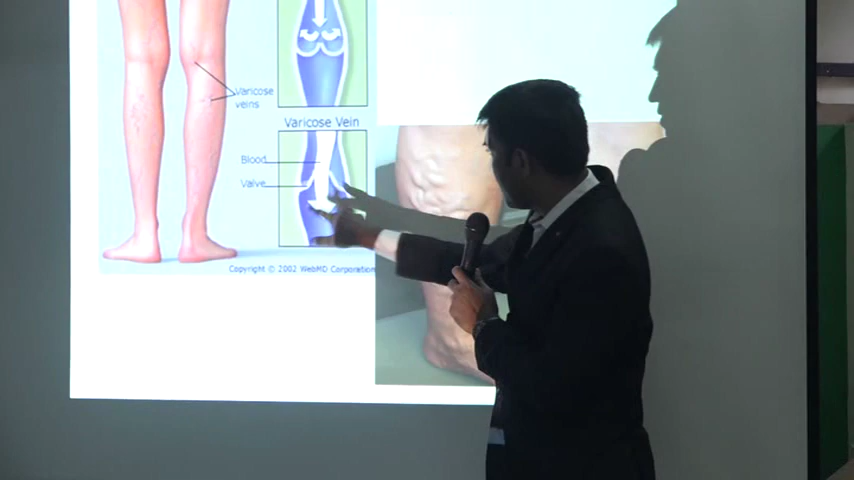 Varicose
veins
Varicose Vein
Blood
Valve
Copyright © 2002 WebMD Corporation